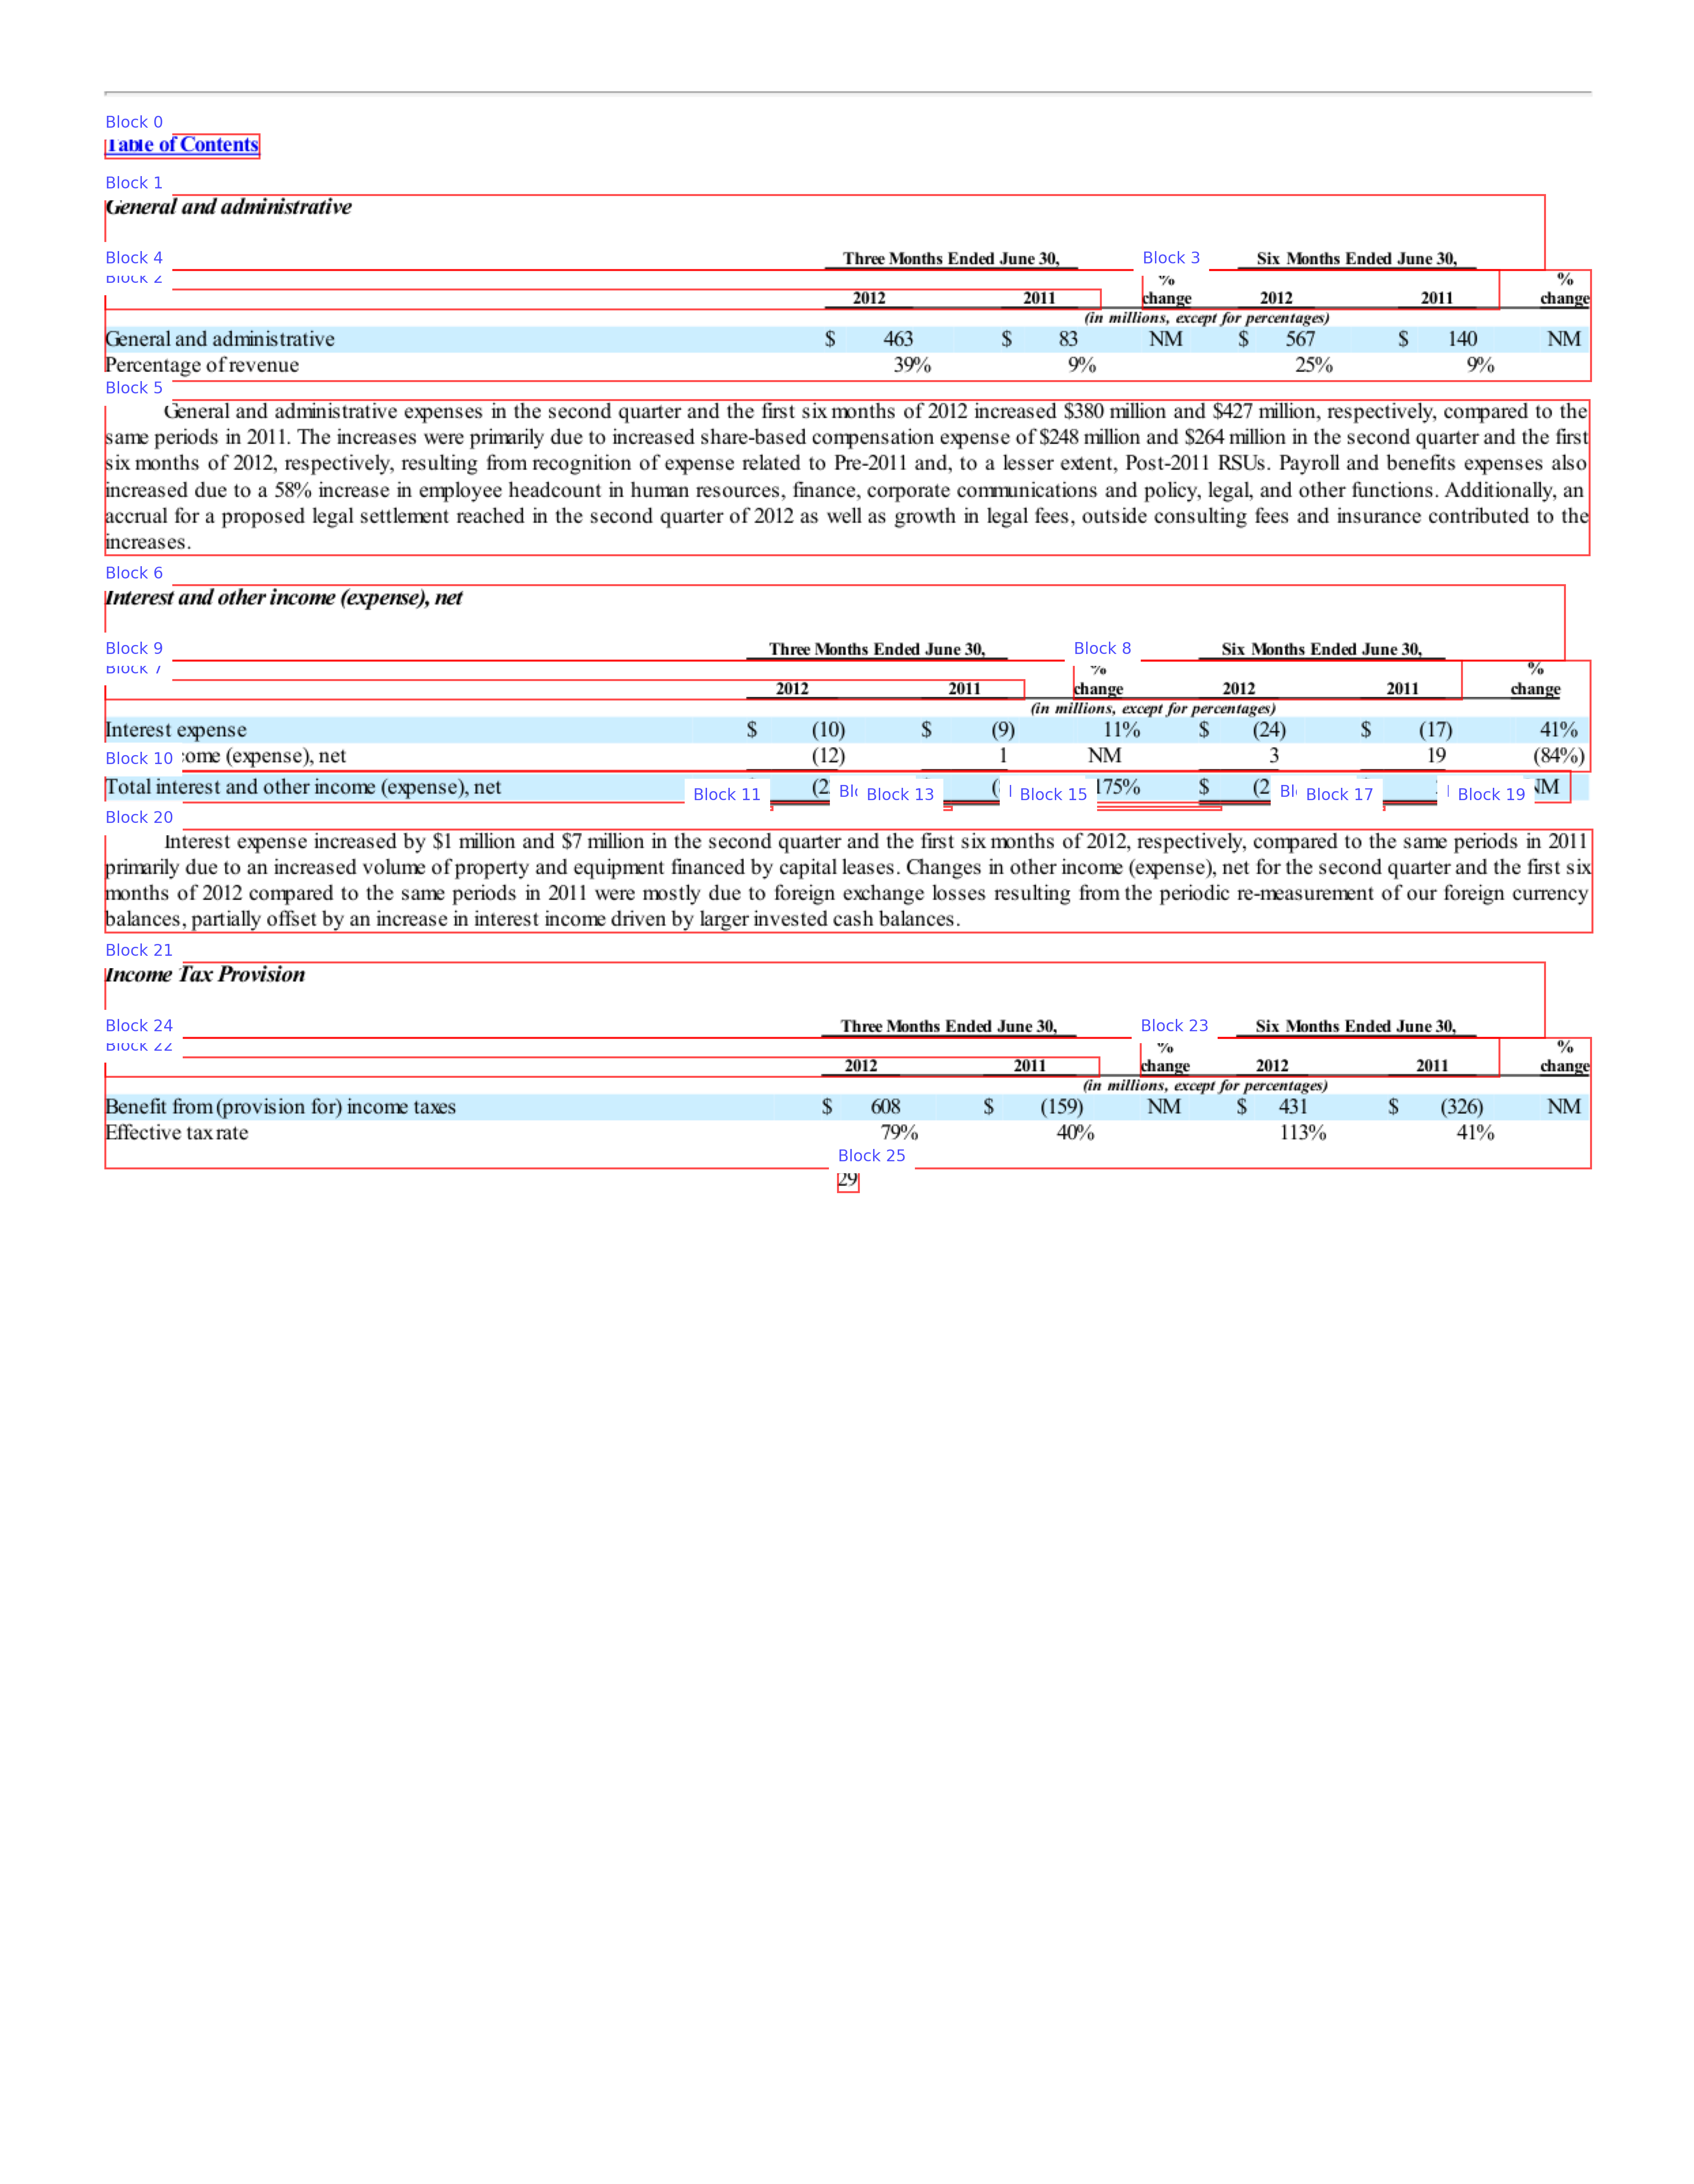 Block 0
Table of Contents
Block 1
General and administrative
Block 4 Three Months Ended June 30, Block 3 Six Months Ended June 30,
Block 2 % %
2012 2011 change 2012 2011 change
(in millions, except for percentages)
General and administrative $ 463 $ 83 NM $ 567 $ 140 NM
Percentage of revenue 39% 9% 25% 9%
Block 5
General and administrative expenses in the second quarter and the first six months of 2012 increased $380 million and $427 million, respectively, compared to the
same periods in 2011. The increases were primarily due to increased share-based compensation expense of $248 million and $264 million in the second quarter and the first
six months of 2012, respectively, resulting from recognition of expense related to Pre-2011 and, to a lesser extent, Post-2011 RSUs. Payroll and benefits expenses also
increased due to a 58% increase in employee headcount in human resources, finance, corporate communications and policy, legal, and other functions. Additionally, an
accrual for a proposed legal settlement reached in the second quarter of 2012 as well as growth in legal fees, outside consulting fees and insurance contributed to the
increases.
Block 6
Interest and other income (expense), net
Block 9 Three Months Ended June 30, Block 8 Six Months Ended June 30,
Block 7 % %
2012 2011 change 2012 2011 change
(in millions, except for percentages)
Interest expense $ (10) $ (9) 11% $ (24) $ (17) 41%
Block 10 (expense), net (12) 1 NM 3 19 (84%)
Total interest and other income (expense), net Block 11 Block 13 Block 15 175% $ Block 17 Block 19 NM
Block 20
Interest expense increased by $1 million and $7 million in the second quarter and the first six months of 2012, respectively, compared to the same periods in 2011
primarily due to an increased volume of property and equipment financed by capital leases. Changes in other income (expense), net for the second quarter and the first six
months of 2012 compared to the same periods in 2011 were mostly due to foreign exchange losses resulting from the periodic re-measurement of our foreign currency
balances, partially offset by an increase in interest income driven by larger invested cash balances.
Block 21
Income Tax Provision
Block 24 Three Months Ended June 30, Block 23 Six Months Ended June 30,
Block 22 % %
2012 2011 change 2012 2011 change
(in millions, except for percentages)
Benefit from (provision for) income taxes $ 608 $ (159) NM $ 431 $ (326) NM
Effective tax rate 79% 40% 113% 41%
Block 25
29